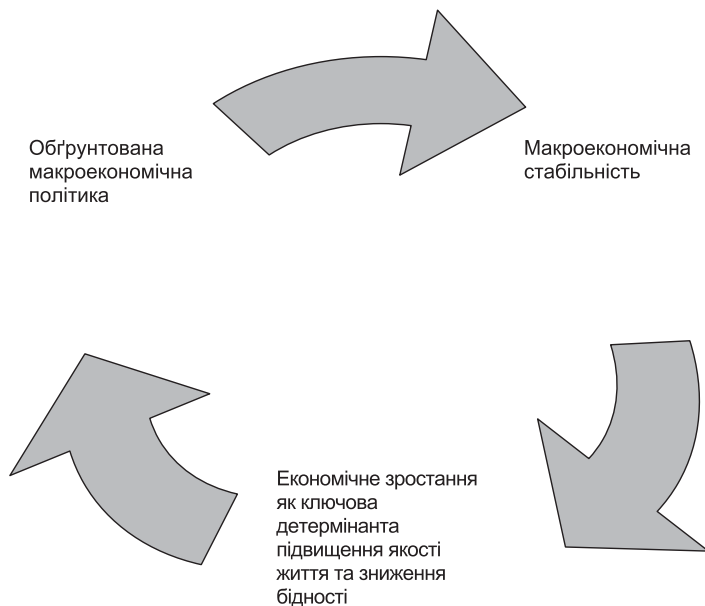 Обґрунтована
макроекономічна
політика
Макроекономічна
стабільність
Економічне зростання
як ключова
детермінанта
підвищення якості
життя та зниження
бідності